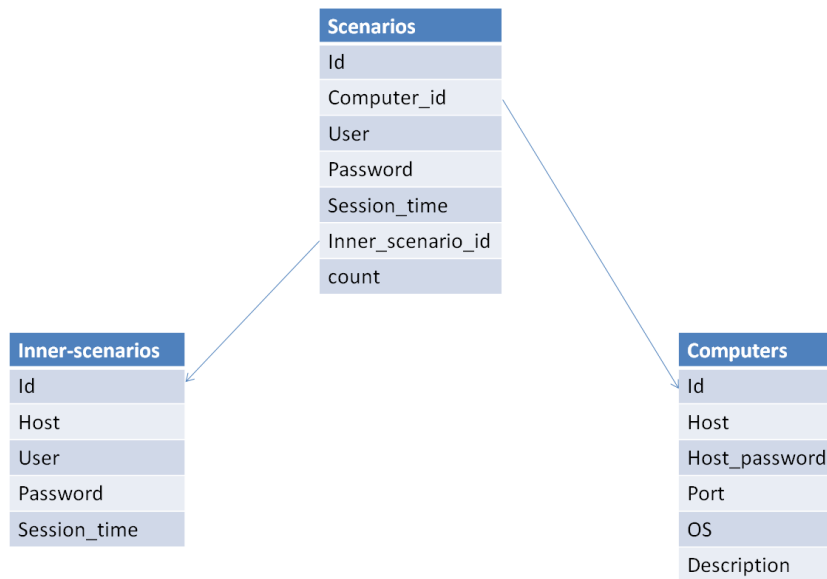 Scenarios
Id
Computer_id
User
Password
Session_time
Inner_scenario_id
count
Inner-scenarios
Id
Host
User
Password
Session_time
Computers
Id
Host
Host_password
Port
OS
Description